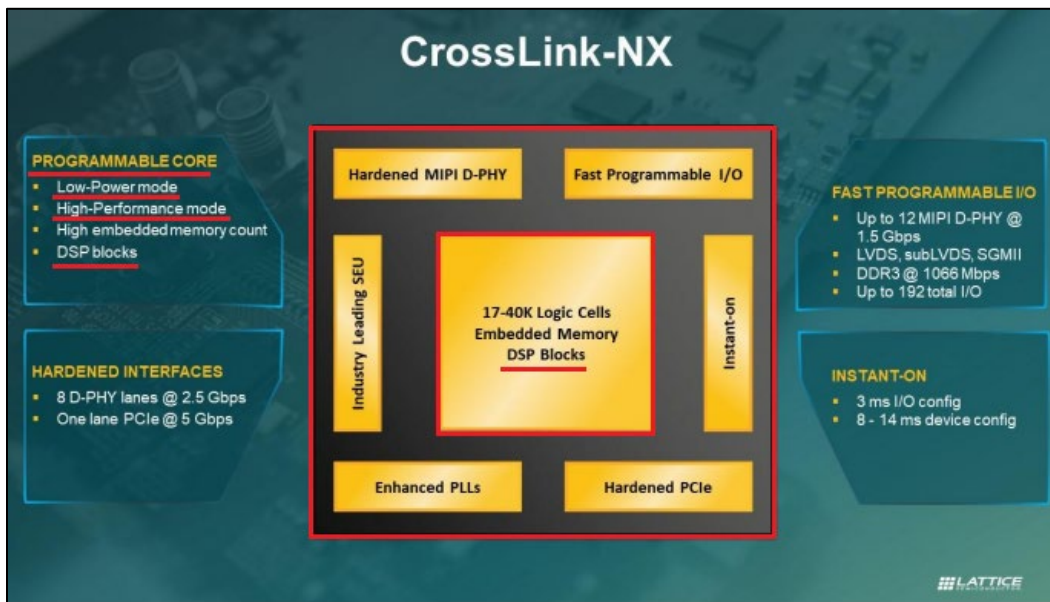 CrossLink-NX
PROGRAMMABLE CORE
Low-Power mode
High-Performance mode
High embedded memory count
DSP blocks
HARDENED INTERFACES
8 D-PHY lanes @ 2.5 Gbps
One lane PCIe @ 5 Gbps
Hardened MIPI D-PHY
Fast Programmable I/O
Industry Leading SEU
17-40K Logic Cells
Embedded Memory
DSP Blocks
Instant-on
Enhanced PLLs
Hardened PCIe
FAST PROGRAMMABLE I/O
Up to 12 MIPI D-PHY @
1.5 Gbps
LVDS, subLVDS, SGMII
DDR3 @ 1066 Mbps
Up to 192 total I/O
INSTANT-ON
3 ms I/O config
8 - 14 ms device config
LATTICE
SEMICONDUCTOR